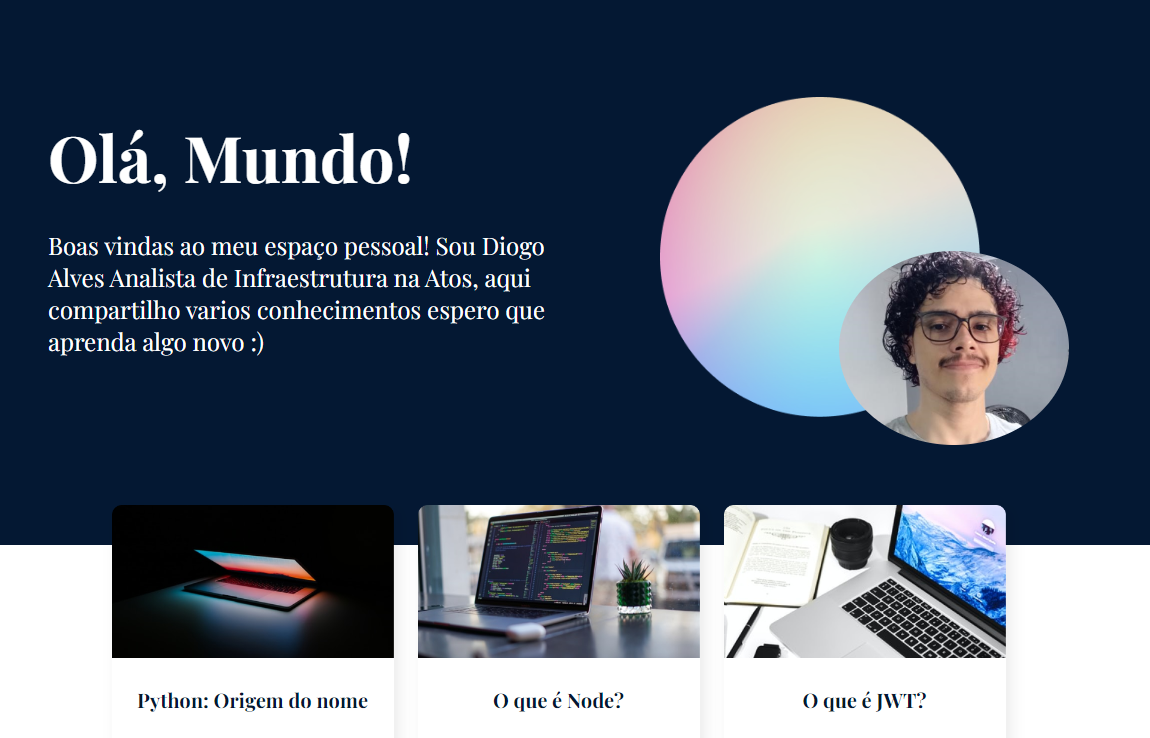 Olá, Mundo!
Boas vindas ao meu espaço pessoal! Sou Diogo
Alves Analista de Infraestrutura na Atos, aqui
compartilho varios conhecimentos espero que
aprenda algo novo :)
Python: Origem do nome
O que é Node?
O que é JWT?